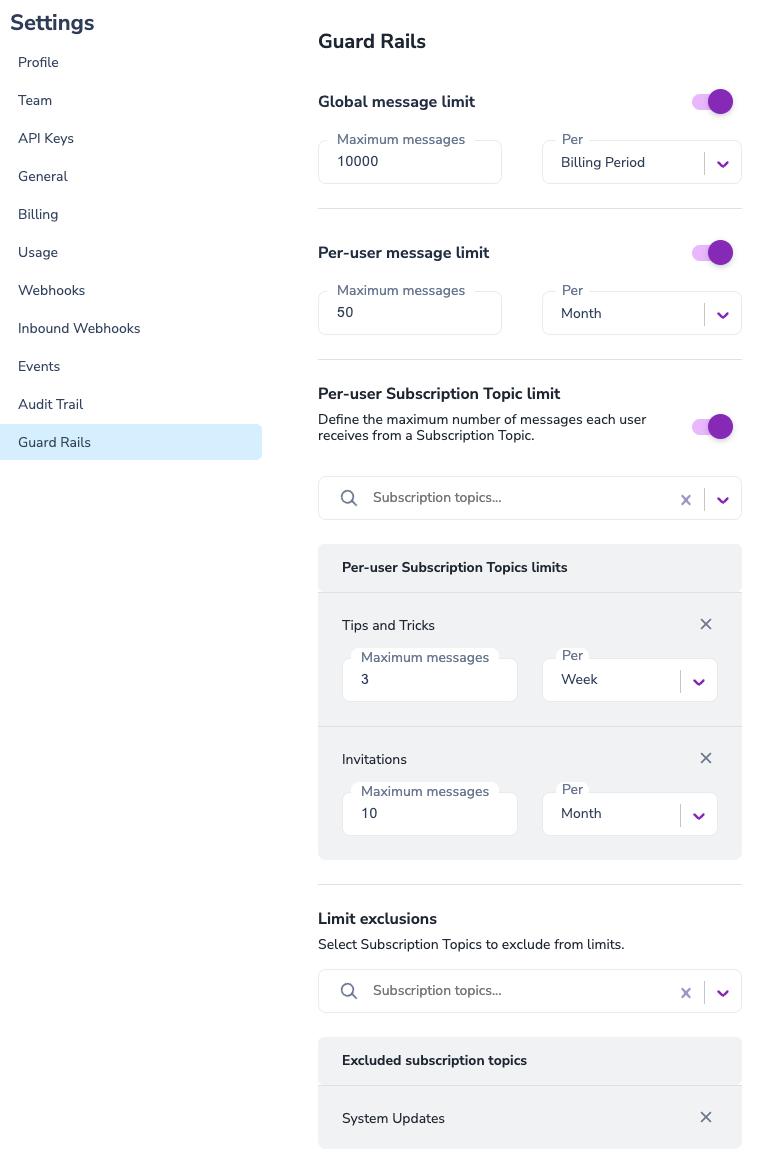 Settings
Profile
Team
API Keys
General
Billing
Usage
Webhooks
Inbound Webhooks
Events
Audit Trail
Guard Rails
Guard Rails
Global message limit
Maximum messages
10000
Per
Billing Period
Per-user message limit
Maximum messages
50
Per
Month
Per-user Subscription Topic limit
Define the maximum number of messages each user
receives from a Subscription Topic.
Subscription topics...
Per-user Subscription Topics limits
Tips and Tricks
Maximum messages
3
Per
Week
Invitations
Maximum messages
10
Per
Month
Limit exclusions
Select Subscription Topics to exclude from limits.
Subscription topics...
Excluded subscription topics
System Updates